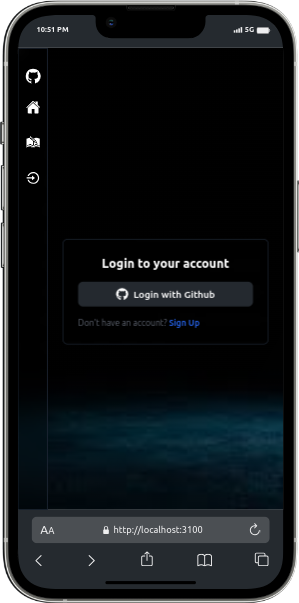 10:51 PM
5G
Login to your account
Login with Github
Don't have an account? Sign Up
AA
http://localhost:3100